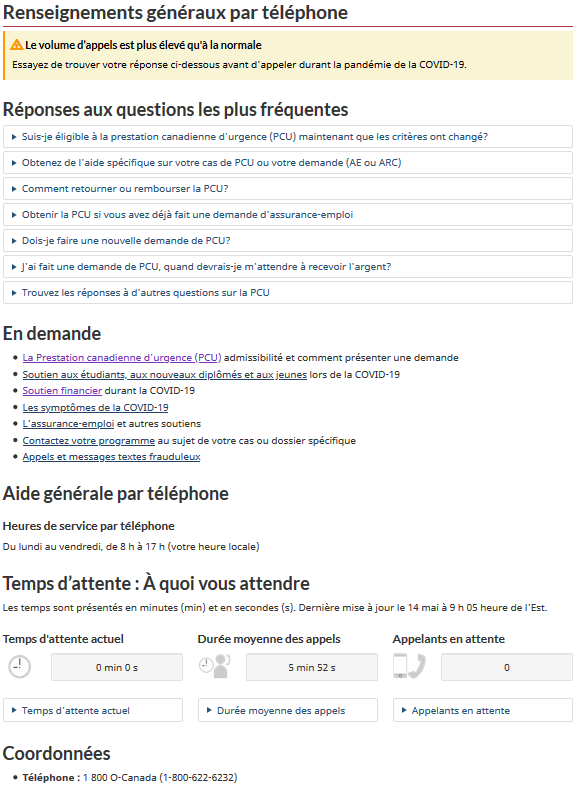 Renseignements généraux par téléphone
Le volume d'appels est plus élevé qu'à la normale
Essayez de trouver votre réponse ci-dessous avant d'appeler durant la pandémie de la COVID-19.
Réponses aux questions les plus fréquentes
Suis-je éligible à la prestation canadienne d'urgence (PCU) maintenant que les critères ont changé?
Obtenez de l'aide spécifique sur votre cas de PCU ou votre demande (AE ou ARC)
Comment retourner ou rembourser la PCU?
Obtenir la PCU si vous avez déjà fait une demande d'assurance-emploi
Dois-je faire une nouvelle demande de PCU?
J'ai fait une demande de PCU, quand devrais-je m'attendre à recevoir l'argent?
Trouvez les réponses à d'autres questions sur la PCU
En demande
• La Prestation canadienne d'urgence (PCU) admissibilité et comment présenter une demande
• Soutien aux étudiants, aux nouveaux diplômés et aux jeunes lors de la COVID-19
• Soutien financier durant la COVID-19
• Les symptômes de la COVID-19
• L'assurance-emploi et autres soutiens
• Contactez votre programme au sujet de votre cas ou dossier spécifique
• Appels et messages textes frauduleux
Aide générale par téléphone
Heures de service par téléphone
Du lundi au vendredi, de 8 h à 17 h (votre heure locale)
Temps d'attente : À quoi vous attendre
Les temps sont présentés en minutes (min) et en secondes (s). Dernière mise à jour le 14 mai à 9 h 05 heure de l'Est.
Temps d'attente actuel Durée moyenne des appels Appelants en attente
0 min 0 s 5 min 52 s 0
Temps d'attente actuel Durée moyenne des appels Appelants en attente
Coordonnées
• Téléphone : 1 800 O-Canada (1-800-622-6232)